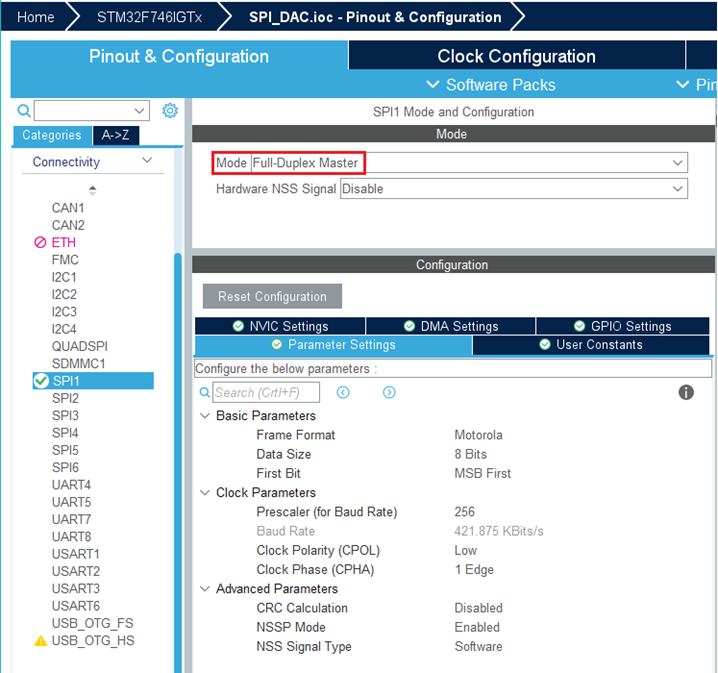 Home
STM32F746IGTx
SPI_DAC.ioc - Pinout & Configuration
Pinout & Configuration
Clock Configuration
Software Packs
Pin
Categories
A->Z
Connectivity
CAN1
CAN2
ETH
FMC
I2C1
I2C2
I2C3
I2C4
QUADSPI
SDMMC1
SPI1
SPI2
SPI3
SPI4
SPI5
SPI6
UART4
UART5
UART7
UART8
USART1
USART2
USART3
USART6
USB_OTG_FS
USB_OTG_HS
SPI1 Mode and Configuration
Mode
Mode Full-Duplex Master
Hardware NSS Signal Disable
Configuration
Reset Configuration
NVIC Settings
DMA Settings
GPIO Settings
Parameter Settings
User Constants
Configure the below parameters :
Search (Crtl+F)
Basic Parameters
Frame Format Motorola
Data Size 8 Bits
First Bit MSB First
Clock Parameters
Prescaler (for Baud Rate) 256
Baud Rate 421.875 KBits/s
Clock Polarity (CPOL) Low
Clock Phase (CPHA) 1 Edge
Advanced Parameters
CRC Calculation Disabled
NSSP Mode Enabled
NSS Signal Type Software